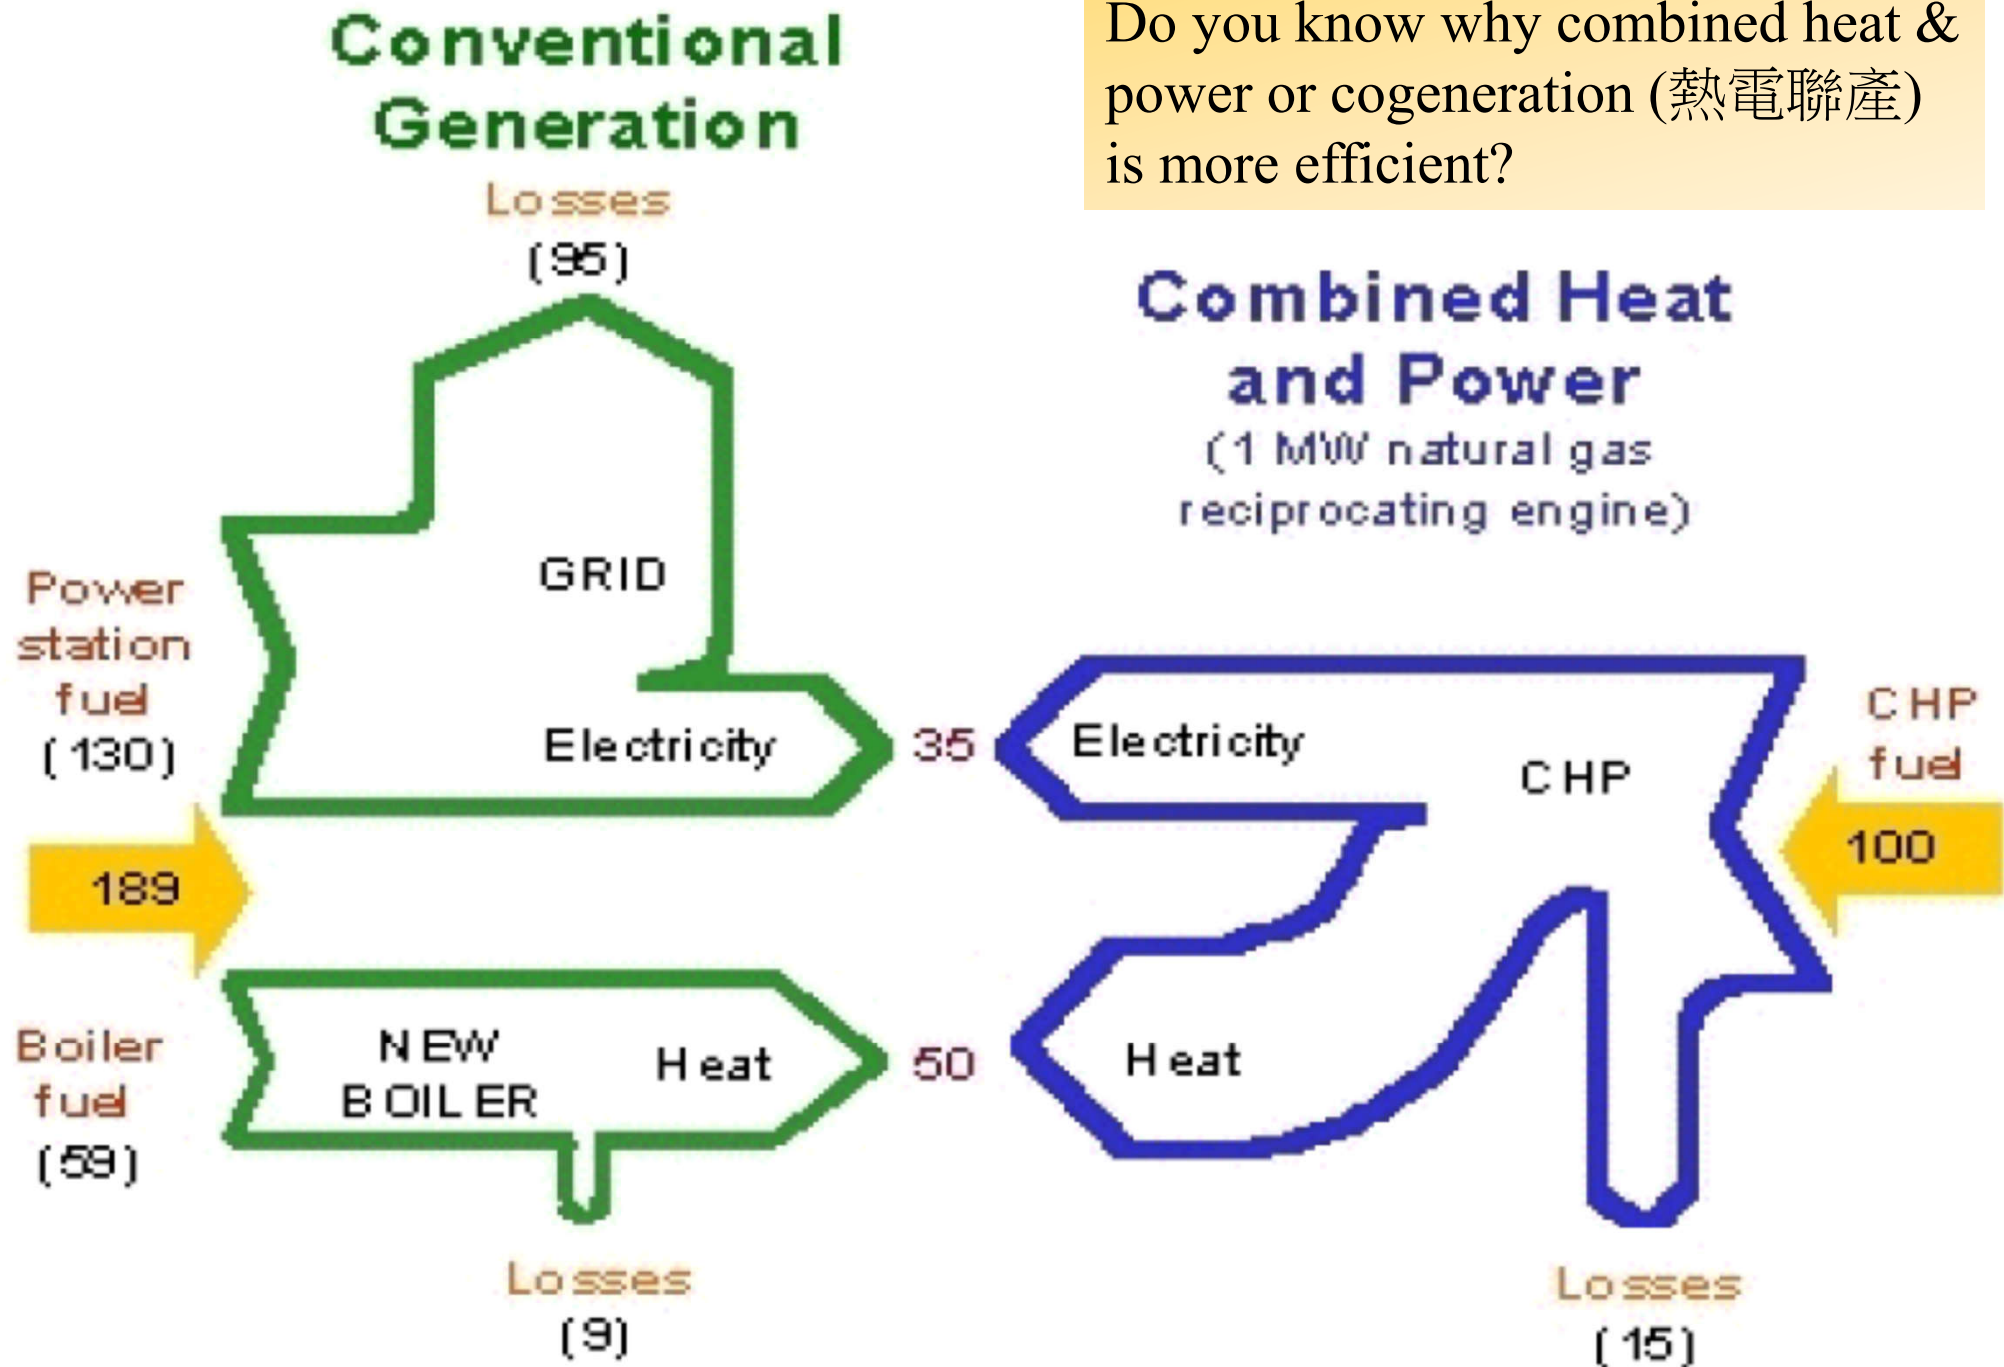 Conventional
Generation
Losses
(95)
Do you know why combined heat &
power or cogeneration (熱電聯產)
is more efficient?
Combined Heat
and Power
(1 MW natural gas
reciprocating engine)
Power
station
fuel
(130)
GRID
Electricity
35
Electricity
CHP
CHP
fuel
100
189
Boiler
fuel
(59)
NEW
BOILER
Heat
50
Heat
Losses
(9)
Losses
(15)